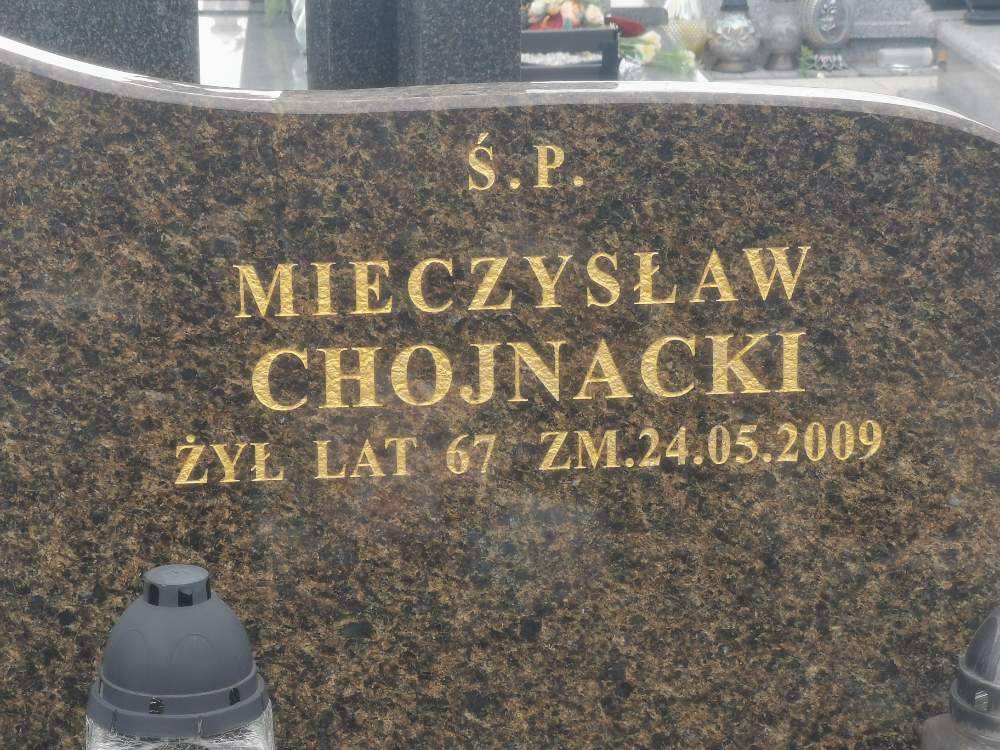 Ś.P.
MIECZYSŁAW
CHOJNACKI
ŻYŁ LAT 67 ZM.24.05.2009